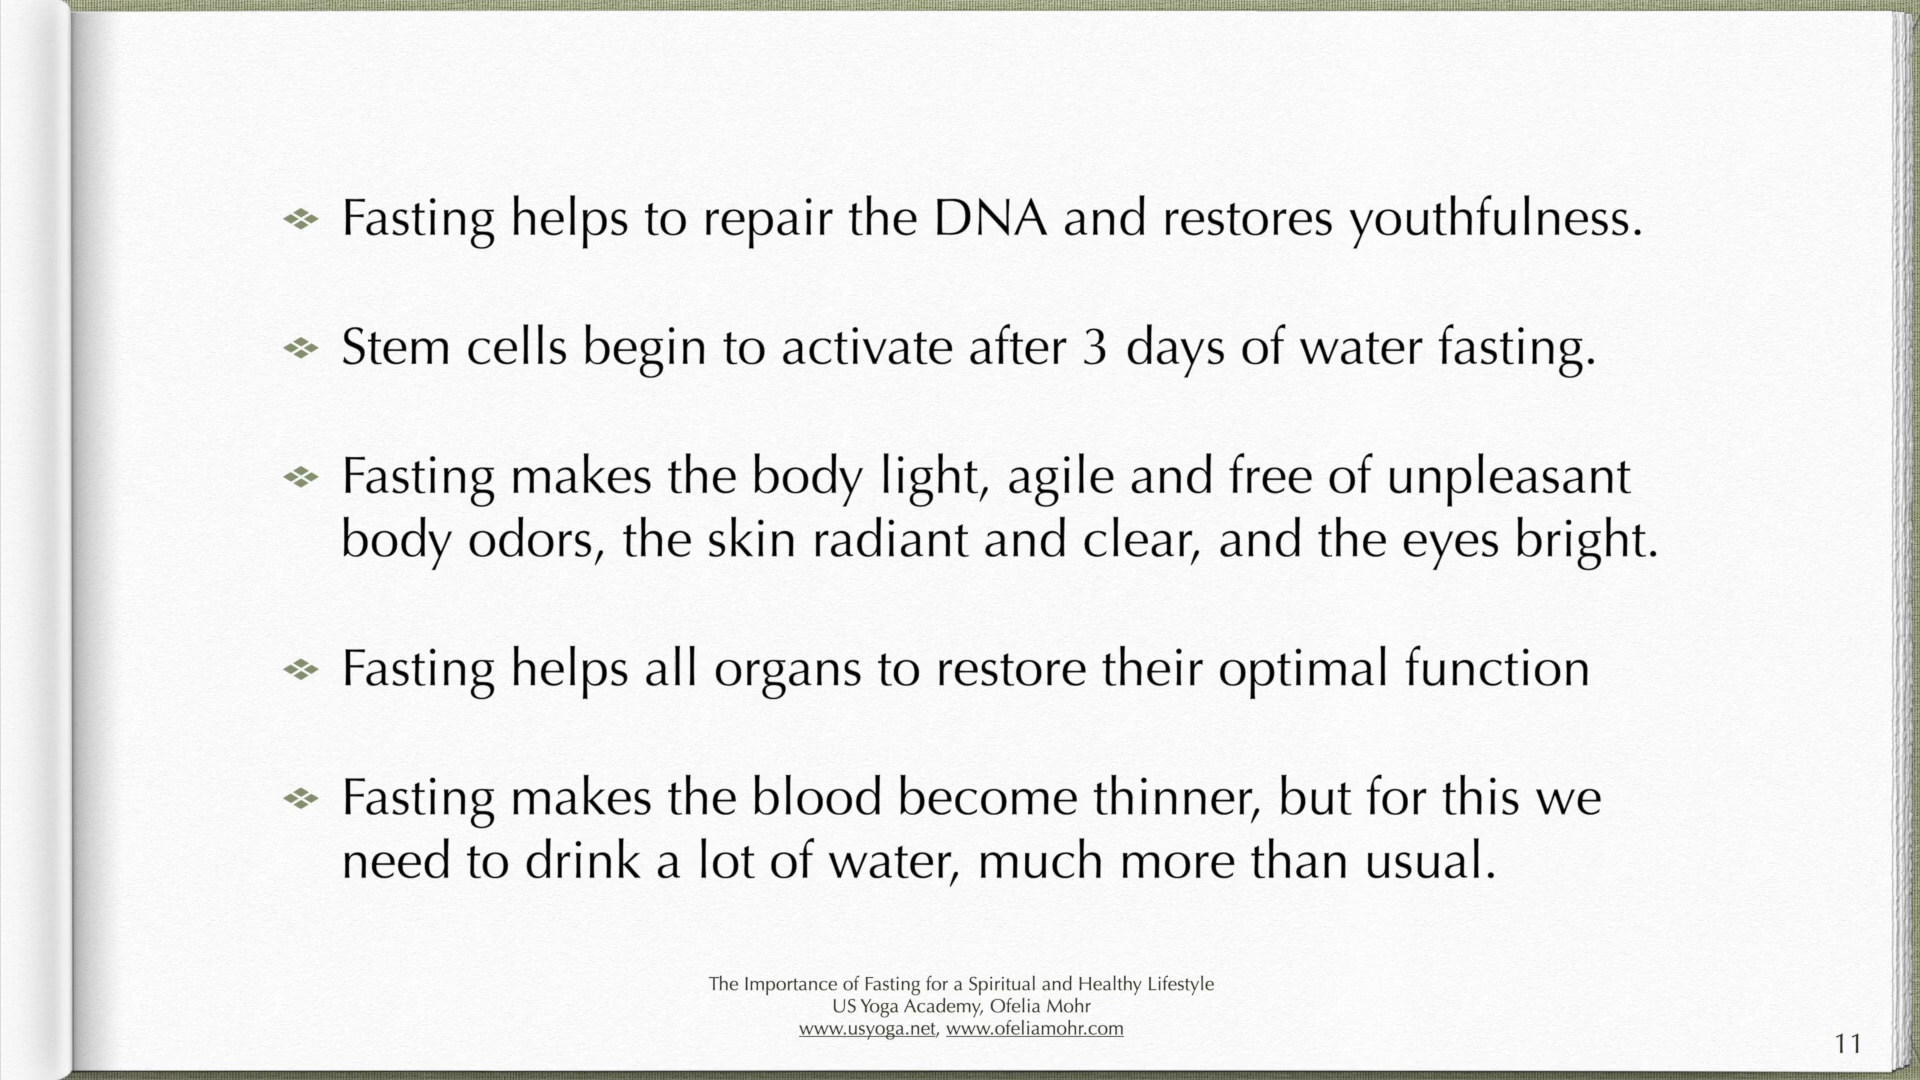 Fasting helps to repair the DNA and restores youthfulness.
Stem cells begin to activate after 3 days of water fasting.
Fasting makes the body light, agile and free of unpleasant
body odors, the skin radiant and clear, and the eyes bright.
Fasting helps all organs to restore their optimal function
Fasting makes the blood become thinner, but for this we
need to drink a lot of water, much more than usual.
The Importance of Fasting for a Spiritual and Healthy Lifestyle
US Yoga Academy, Ofelia Mohr
www.usyoga.net, www.ofeliamohr.com
11